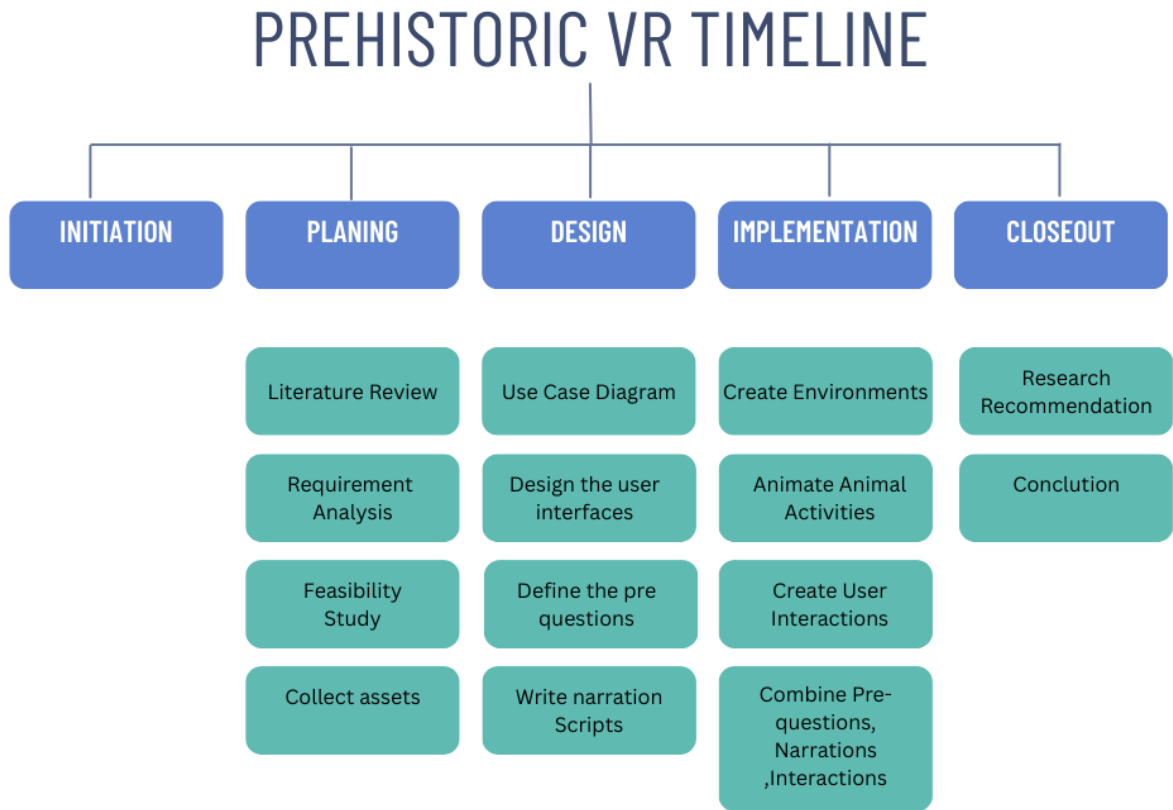 PREHISTORIC VR TIMELINE
INITIATION
PLANING
DESIGN
IMPLEMENTATION
CLOSEOUT
Literature Review
Requirement
Analysis
Feasibility
Study
Collect assets
Use Case Diagram
Design the user
interfaces
Define the pre
questions
Write narration
Scripts
Create Environments
Animate Animal
Activities
Create User
Interactions
Combine Pre-
questions,
Narrations
,Interactions
Research
Recommendation
Conclution